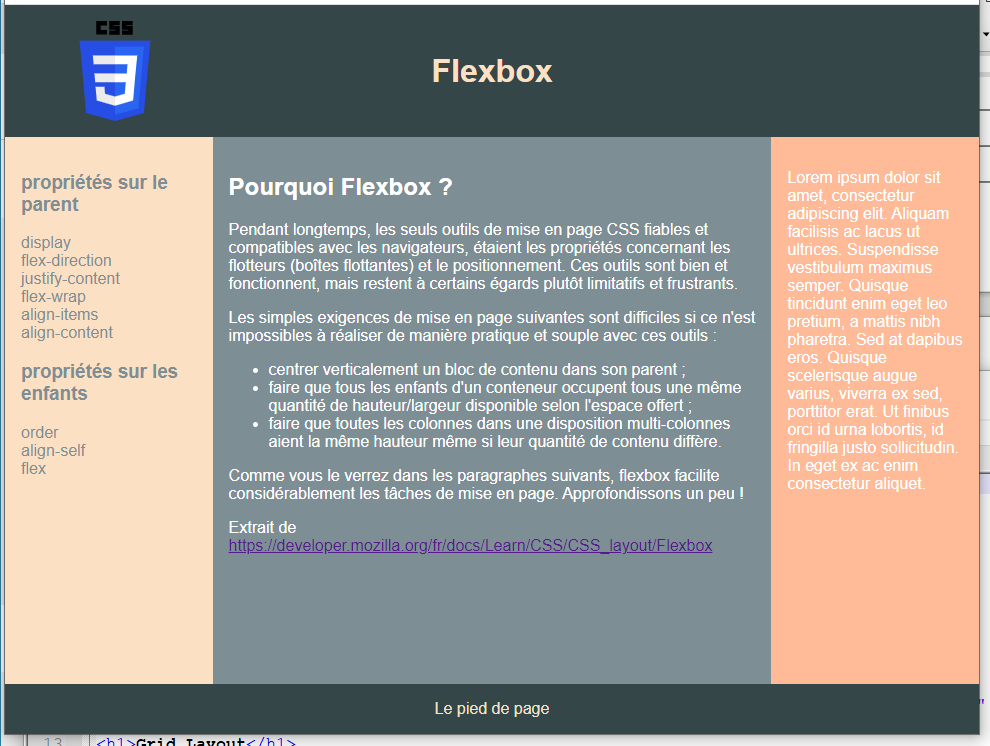 CSS
Flexbox
propriétés sur le
parent
display
flex-direction
justify-content
flex-wrap
align-items
align-content
propriétés sur les
enfants
order
align-self
flex
Pourquoi Flexbox ?
Pendant longtemps, les seuls outils de mise en page CSS fiables et
compatibles avec les navigateurs, étaient les propriétés concernant les
flotteurs (boîtes flottantes) et le positionnement. Ces outils sont bien et
fonctionnent, mais restent à certains égards plutôt limitatifs et frustrants.
Les simples exigences de mise en page suivantes sont difficiles si ce n'est
impossibles à réaliser de manière pratique et souple avec ces outils :
• centrer verticalement un bloc de contenu dans son parent ;
• faire que tous les enfants d'un conteneur occupent tous une même
quantité de hauteur/largeur disponible selon l'espace offert ;
• faire que toutes les colonnes dans une disposition multi-colonnes
aient la même hauteur même si leur quantité de contenu diffère.
Comme vous le verrez dans les paragraphes suivants, flexbox facilite
considérablement les tâches de mise en page. Approfondissons un peu !
Extrait de
https://developer.mozilla.org/fr/docs/Learn/CSS/CSS_layout/Flexbox
Lorem ipsum dolor sit
amet, consectetur
adipiscing elit. Aliquam
facilisis ac lacus ut
ultrices. Suspendisse
vestibulum maximus
semper. Quisque
tincidunt enim eget leo
pretium, a mattis nibh
pharetra. Sed at dapibus
eros. Quisque
scelerisque augue
varius, viverra ex sed,
porttitor erat. Ut finibus
orci id urna lobortis, id
fringilla justo sollicitudin.
In eget ex ac enim
consectetur aliquet.
Le pied de page
"
13 <h1>Grid Layout</h1>